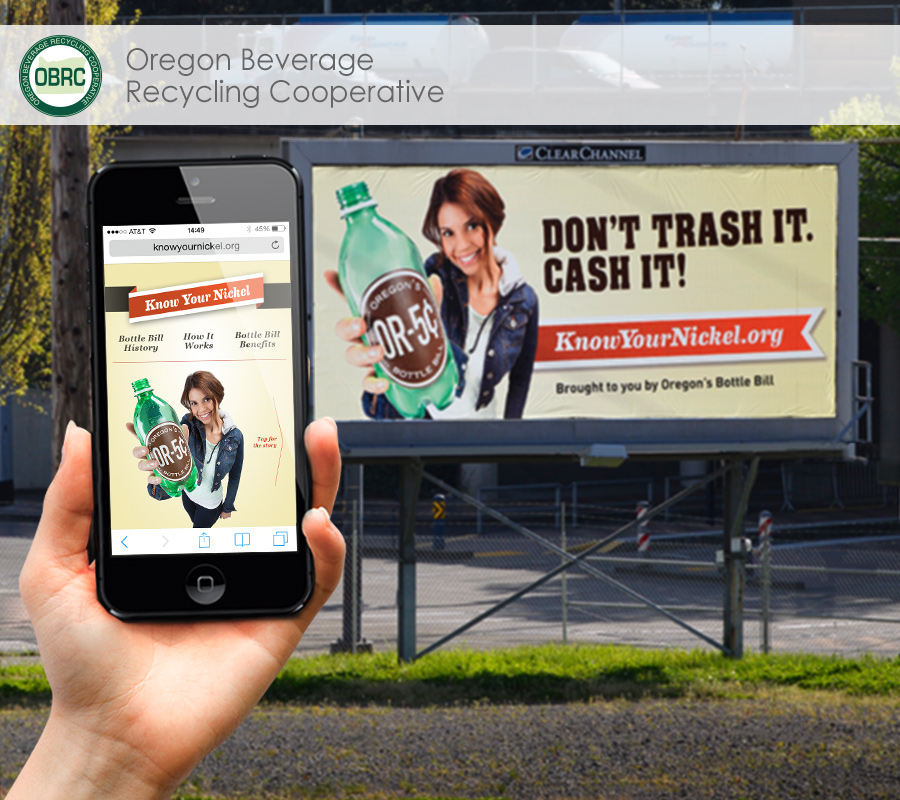 OREGON BEVERAGE RECYCLING COOPERATIVE
OBRC
Oregon Beverage
Recycling Cooperative
CLEARCHANNEL
DON'T TRASH IT.
CASH IT!
KnowYourNickel.org
Brought to you by Oregon's Bottle Bill
OREGON'S
OR-5¢
BOTTLE BILL
AT&T
14:49
45%
knowyournickel.org
Know Your Nickel
Bottle Bill
History
How It
Works
Bottle Bill
Benefits
OREGON'S
OR-5¢
BOTTLE BILL
Tap for
the story